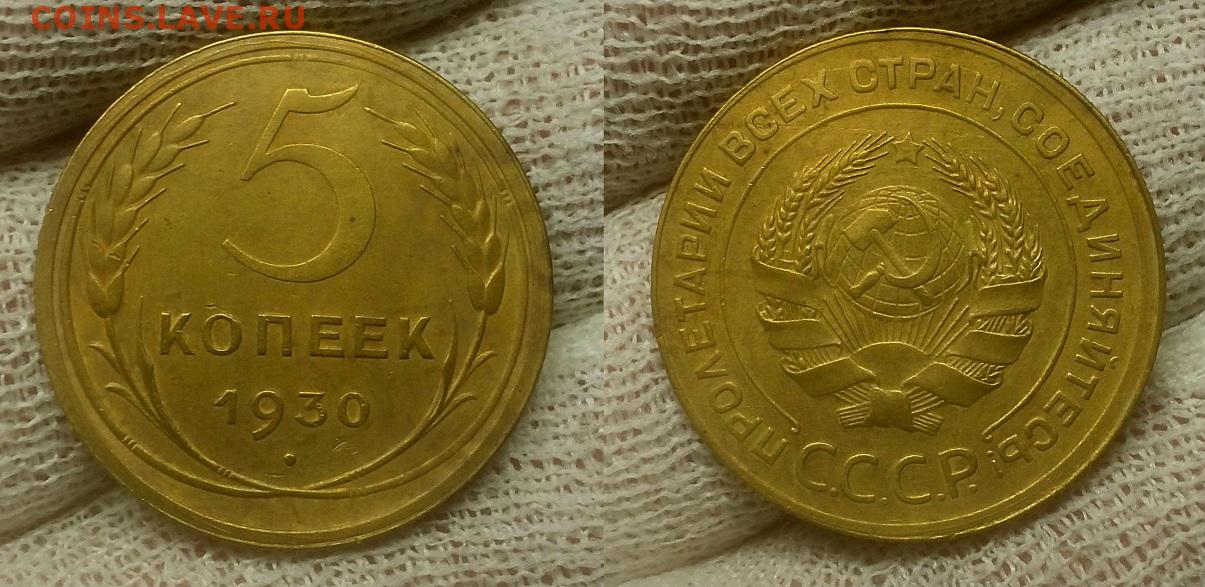 COINS.LAVE.RU
5
КОПЕЕК
1930
ПРОЛЕТАРИИ ВСЕХ СТРАН, СОЕДИНЯЙТЕСЬ!
С.С.С.Р.